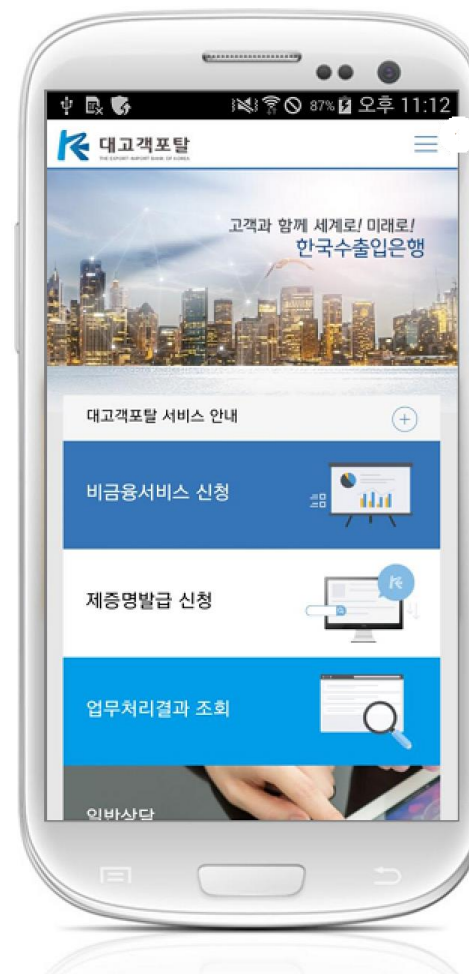 87% 오후 11:12
대고객포탈
THE EXPORT-IMPORT BANK OF KOREA
고객과 함께 세계로! 미래로!
한국수출입은행
대고객포탈 서비스 안내
비금융서비스 신청
제증명발급 신청
업무처리결과 조회
일반상담